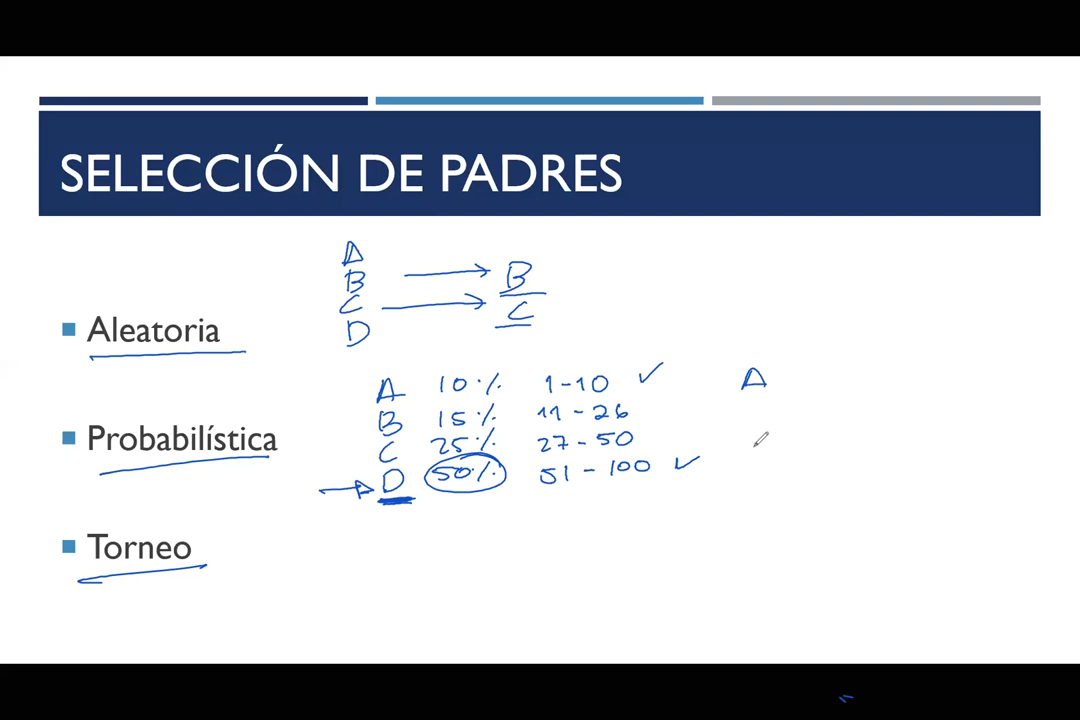 SELECCIÓN DE PADRES
A
B → B
C → C
D
Aleatoria
A 10% 1-10 ✓ A
B 15% 11-26
C 25% 27-50
D 50% 51-100 ✓
Probabilística
Torneo